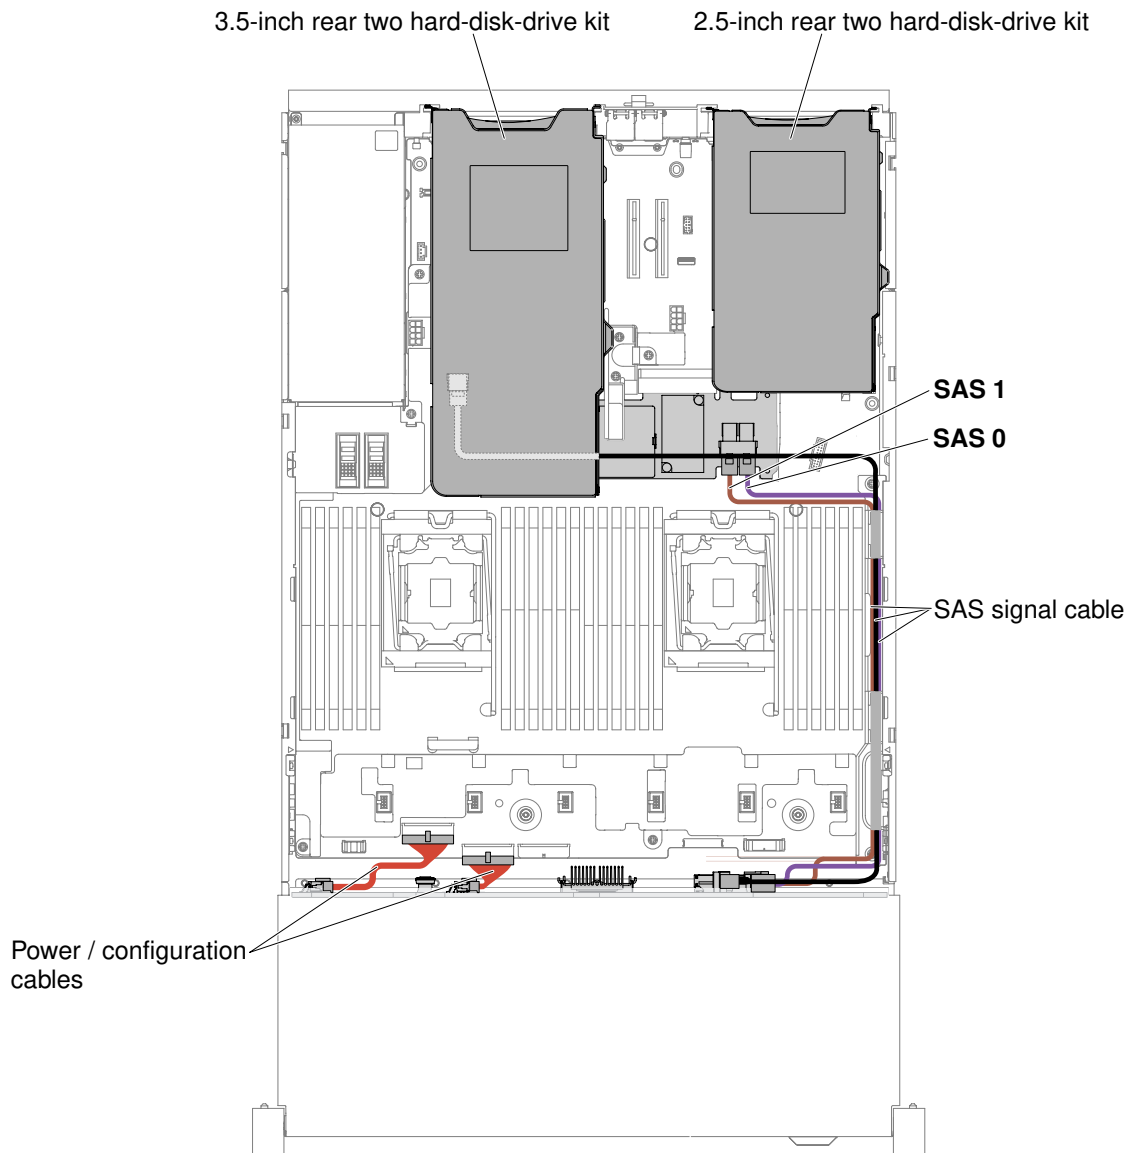 3.5-inch rear two hard-disk-drive kit
2.5-inch rear two hard-disk-drive kit
SAS 1
SAS 0
SAS signal cable
Power / configuration
cables